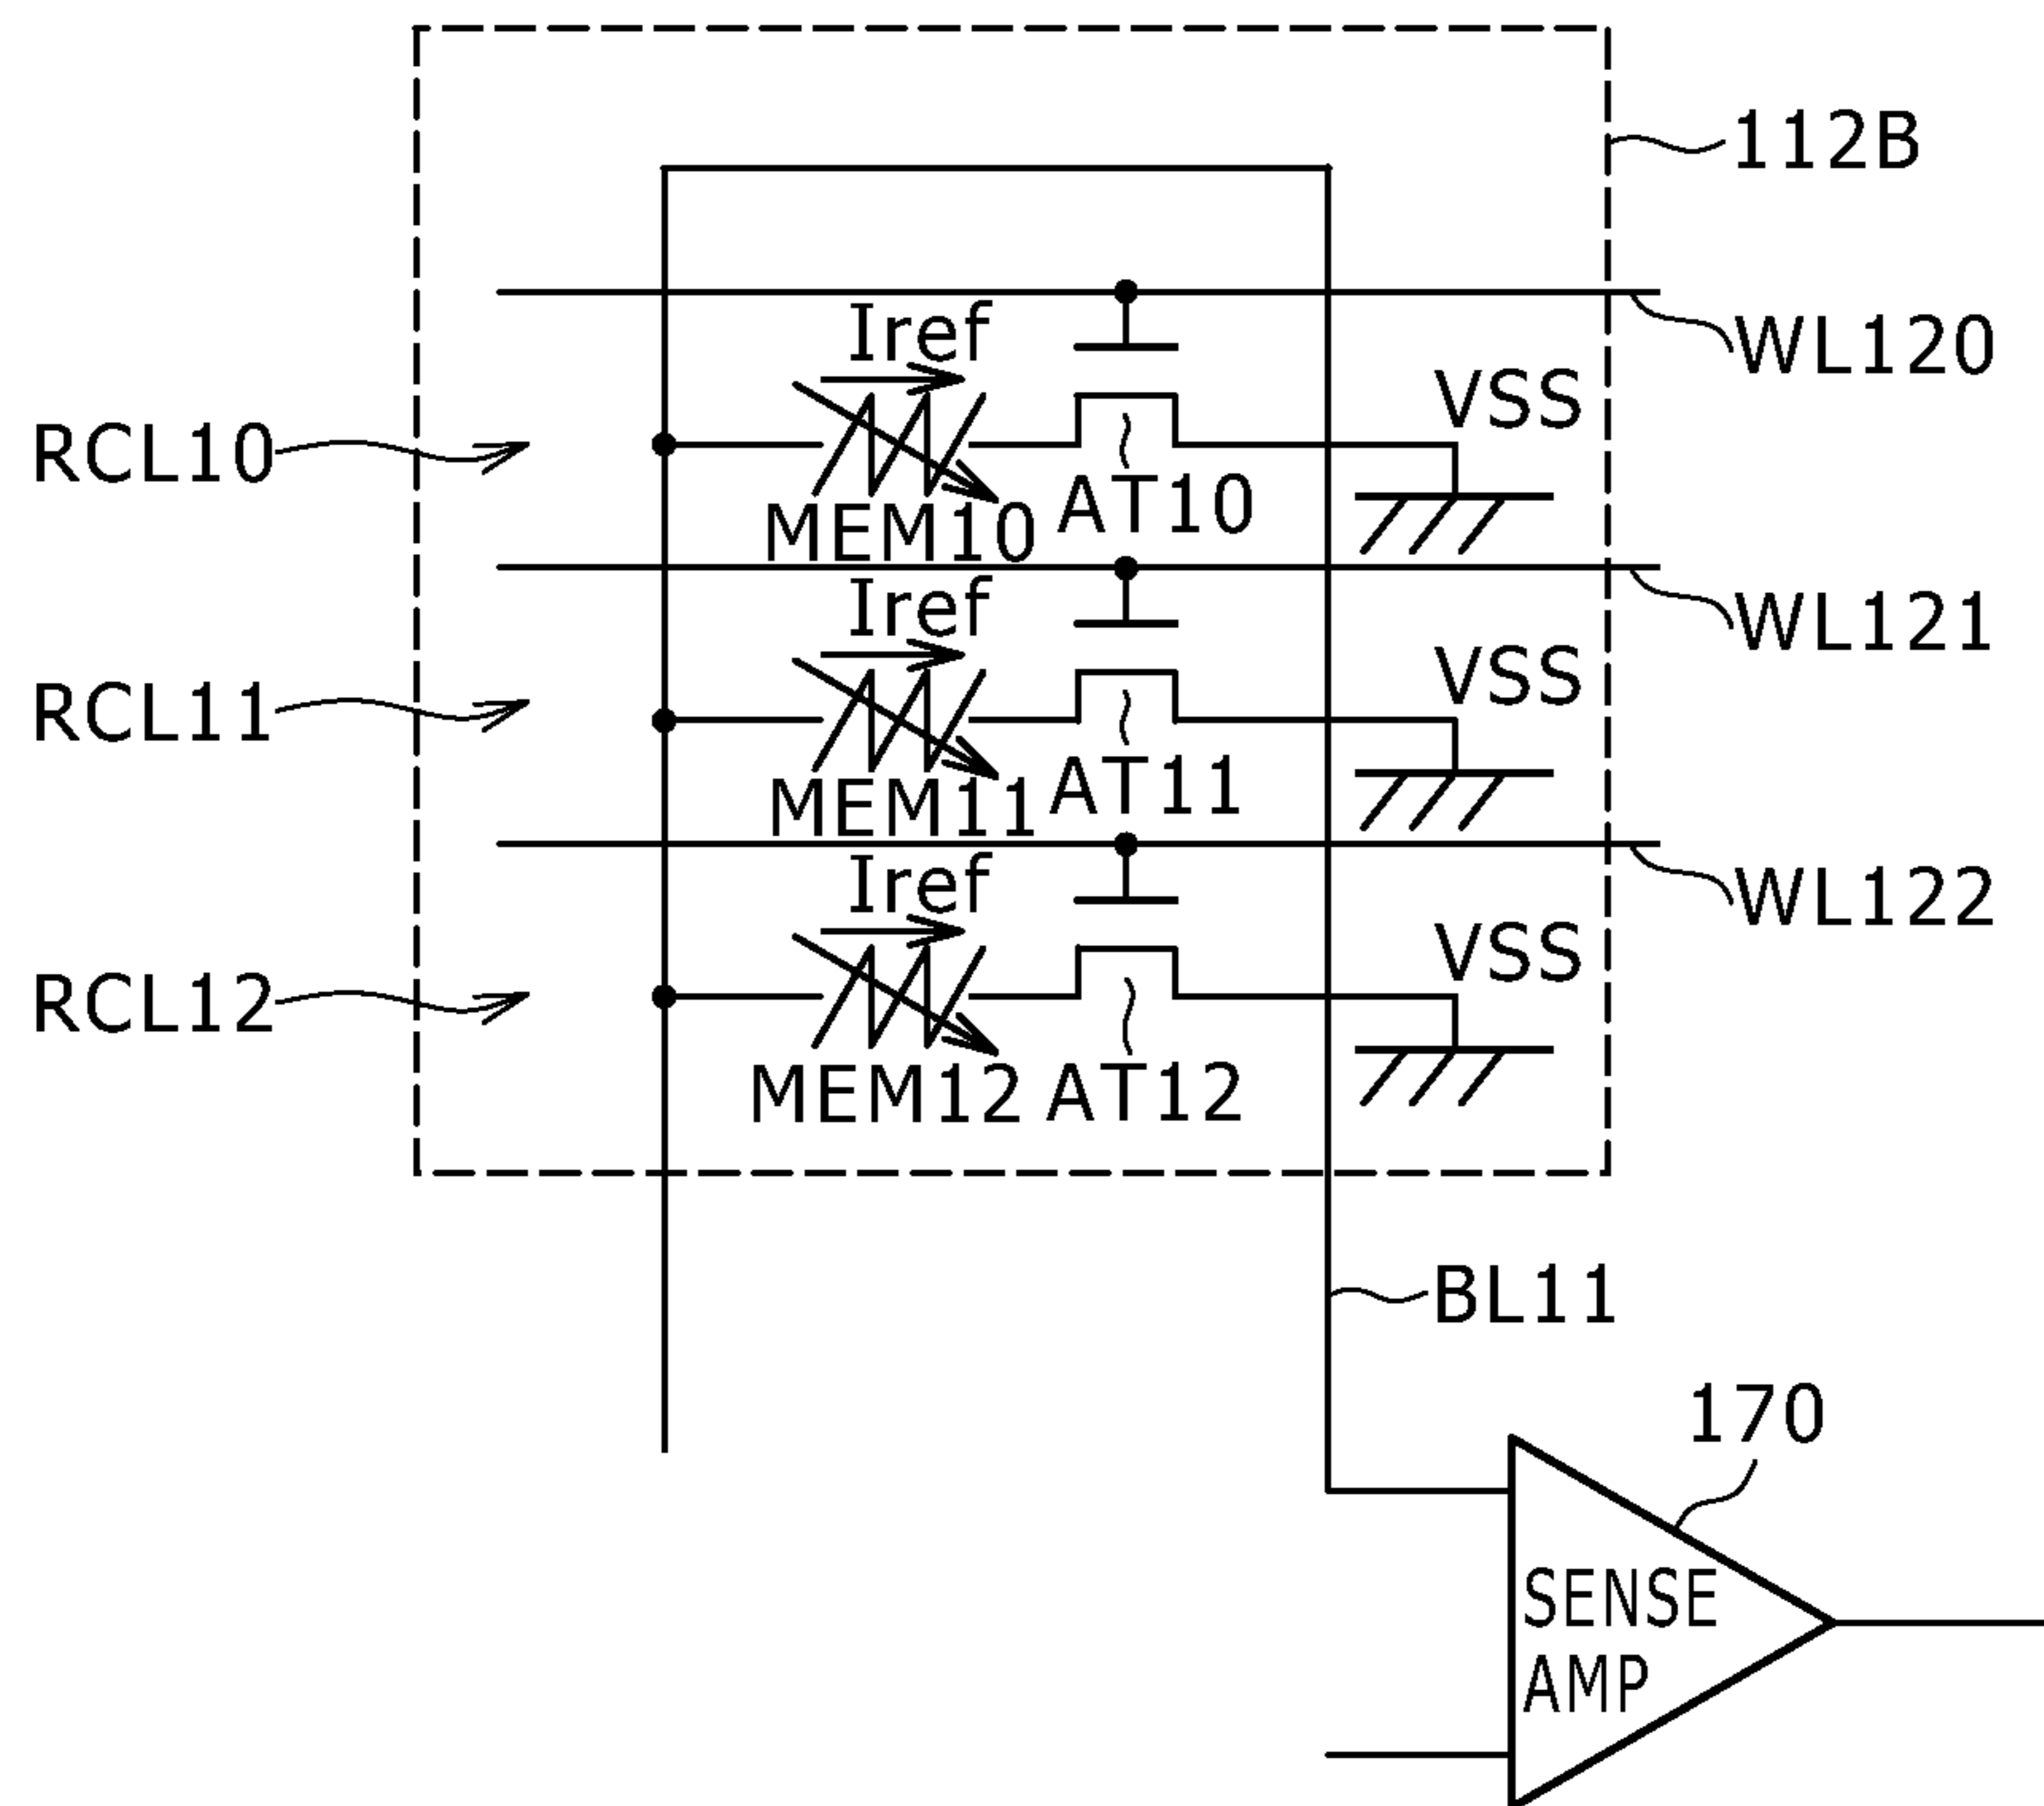 112B
Iref
WL120
VSS
RCL10
AT10
MEM10
Iref
WL121
VSS
RCL11
AT11
MEM11
Iref
WL122
VSS
RCL12
MEM12 AT12
BL11
170
SENSE
AMP